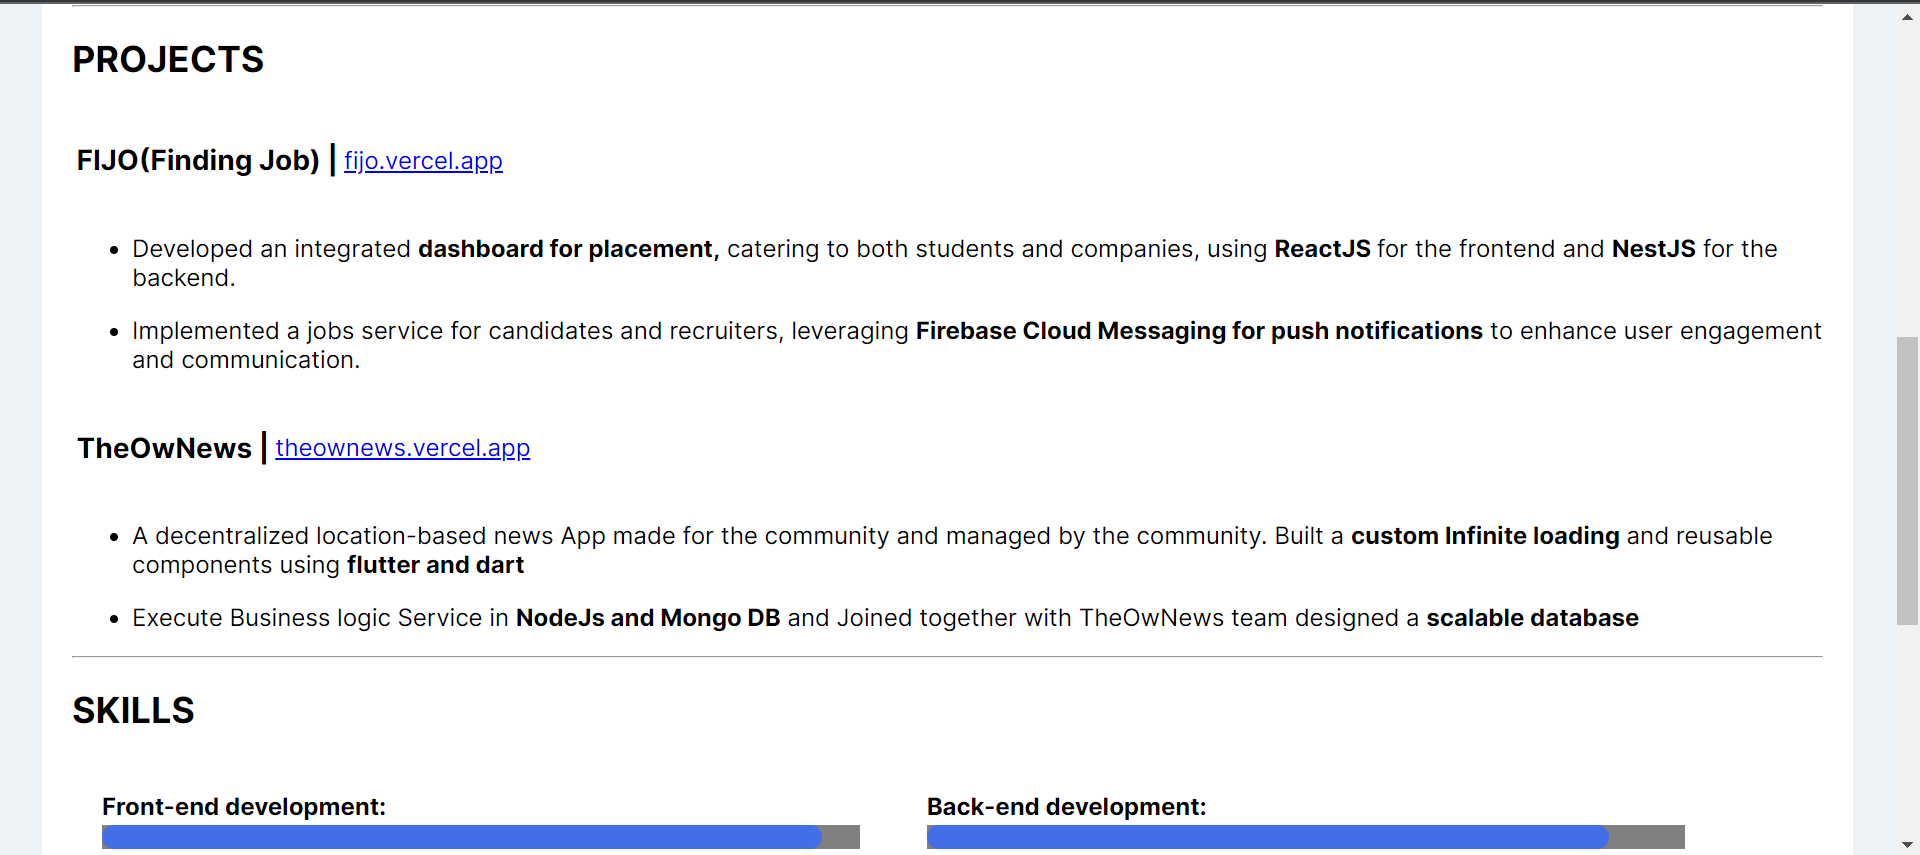 PROJECTS
FIJO(Finding Job) | fijo.vercel.app
Developed an integrated dashboard for placement, catering to both students and companies, using ReactJS for the frontend and NestJS for the
backend.
Implemented a jobs service for candidates and recruiters, leveraging Firebase Cloud Messaging for push notifications to enhance user engagement
and communication.
TheOwNews | theownews.vercel.app
A decentralized location-based news App made for the community and managed by the community. Built a custom Infinite loading and reusable
components using flutter and dart
Execute Business logic Service in NodeJs and Mongo DB and Joined together with TheOwNews team designed a scalable database
SKILLS
Front-end development:
Back-end development: